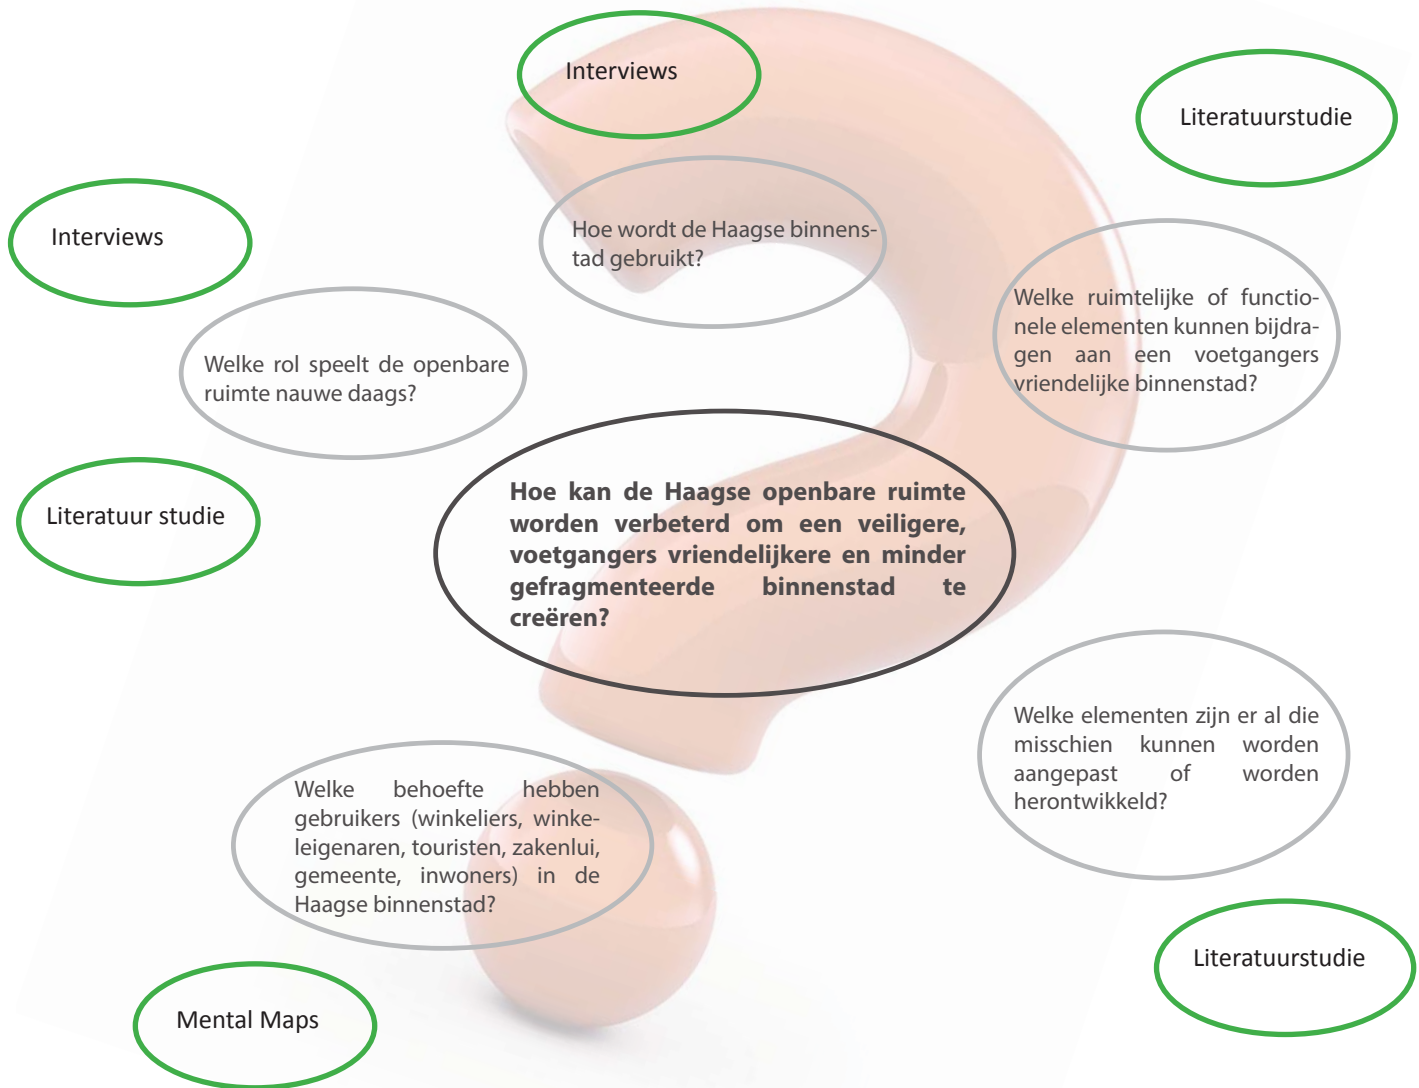 Interviews
Literatuurstudie
Interviews
Hoe wordt de Haagse binnens-
tad gebruikt?
Welke ruimtelijke of functio-
nele elementen kunnen bijdra-
gen aan een voetgangers
vriendelijke binnenstad?
Welke rol speelt de openbare
ruimte nauwe daags?
Literatuur studie
Hoe kan de Haagse openbare ruimte
worden verbeterd om een veiligere,
voetgangers vriendelijkere en minder
gefragmenteerde binnenstad te
creëren?
Welke elementen zijn er al die
misschien kunnen worden
aangepast of worden
herontwikkeld?
Welke behoefte hebben
gebruikers (winkeliers, winke-
leigenaren, touristen, zakenlui,
gemeente, inwoners) in de
Haagse binnenstad?
Literatuurstudie
Mental Maps